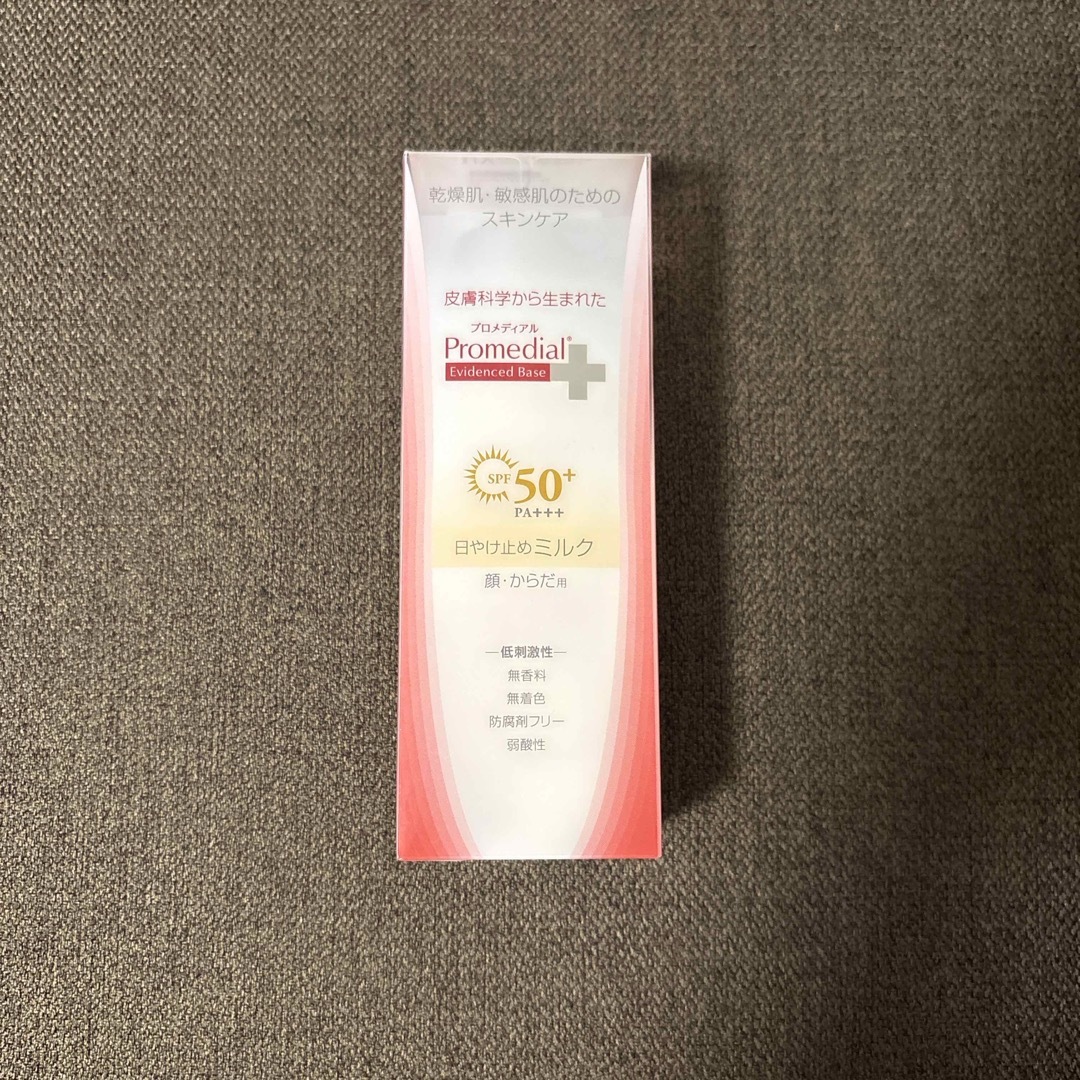 乾燥肌・敏感肌のための
スキンケア
皮膚科学から生まれた
プロメディアル
Promedial®
Evidenced Base
SPF50+
PA+++
日やけ止めミルク
顔・からだ用
—低刺激性—
無香料
無着色
防腐剤フリー
弱酸性